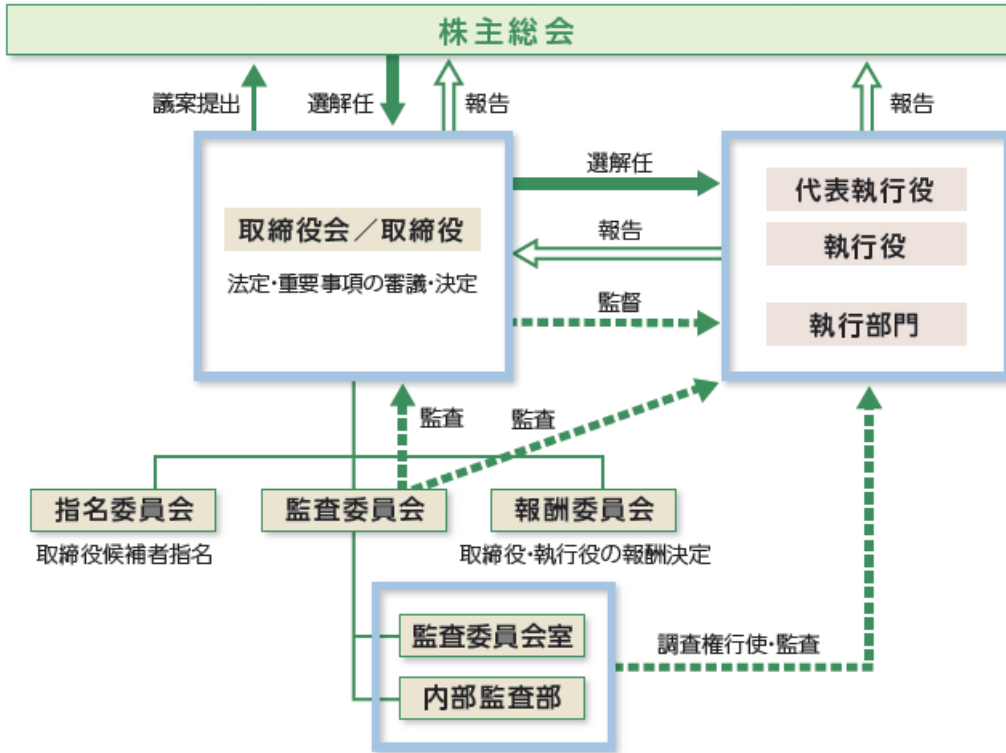 株主総会
議案提出
選解任
報告
報告
選解任
代表執行役
取締役会／取締役
報告
執行役
法定・重要事項の審議・決定
監督
執行部門
監査
監査
指名委員会
監査委員会
報酬委員会
取締役候補者指名
取締役・執行役の報酬決定
監査委員会室
調査権行使・監査
内部監査部